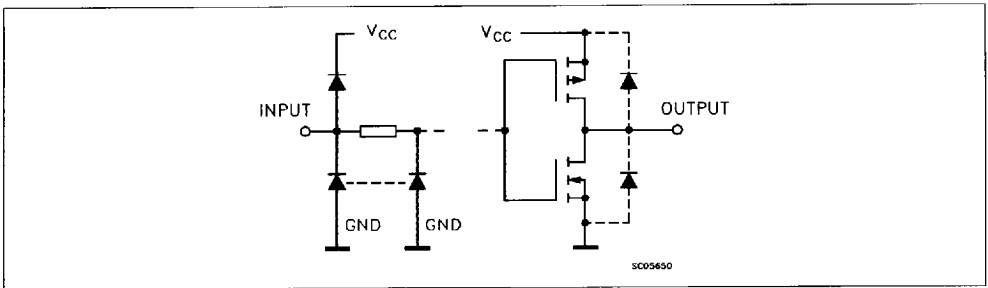 VCC
VCC
INPUT
OUTPUT
GND
GND
SC05650